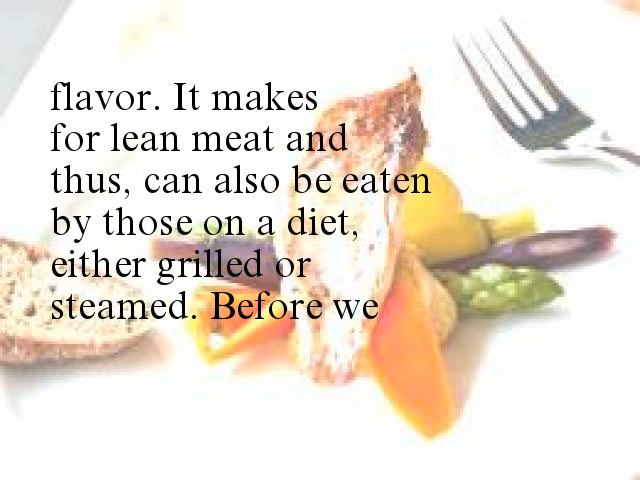 flavor. It makes
for lean meat and
thus, can also be eaten
by those on a diet,
either grilled or
steamed. Before we